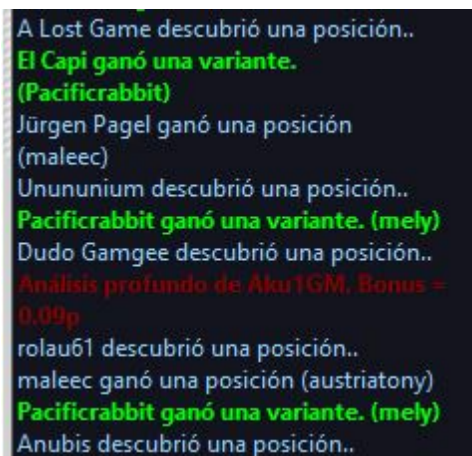 A Lost Game descubrió una posición..
El Capi ganó una variante.
(Pacificrabbit)
Jürgen Pagel ganó una posición
(maleec)
Unununium descubrió una posición..
Pacificrabbit ganó una variante. (mely)
Dudo Gamgee descubrió una posición..
Análisis profundo de Aku1GM, Bonus =
0.09p
rolau61 descubrió una posición..
maleec ganó una posición (austriatony)
Pacificrabbit ganó una variante. (mely)
Anubis descubrió una posición..